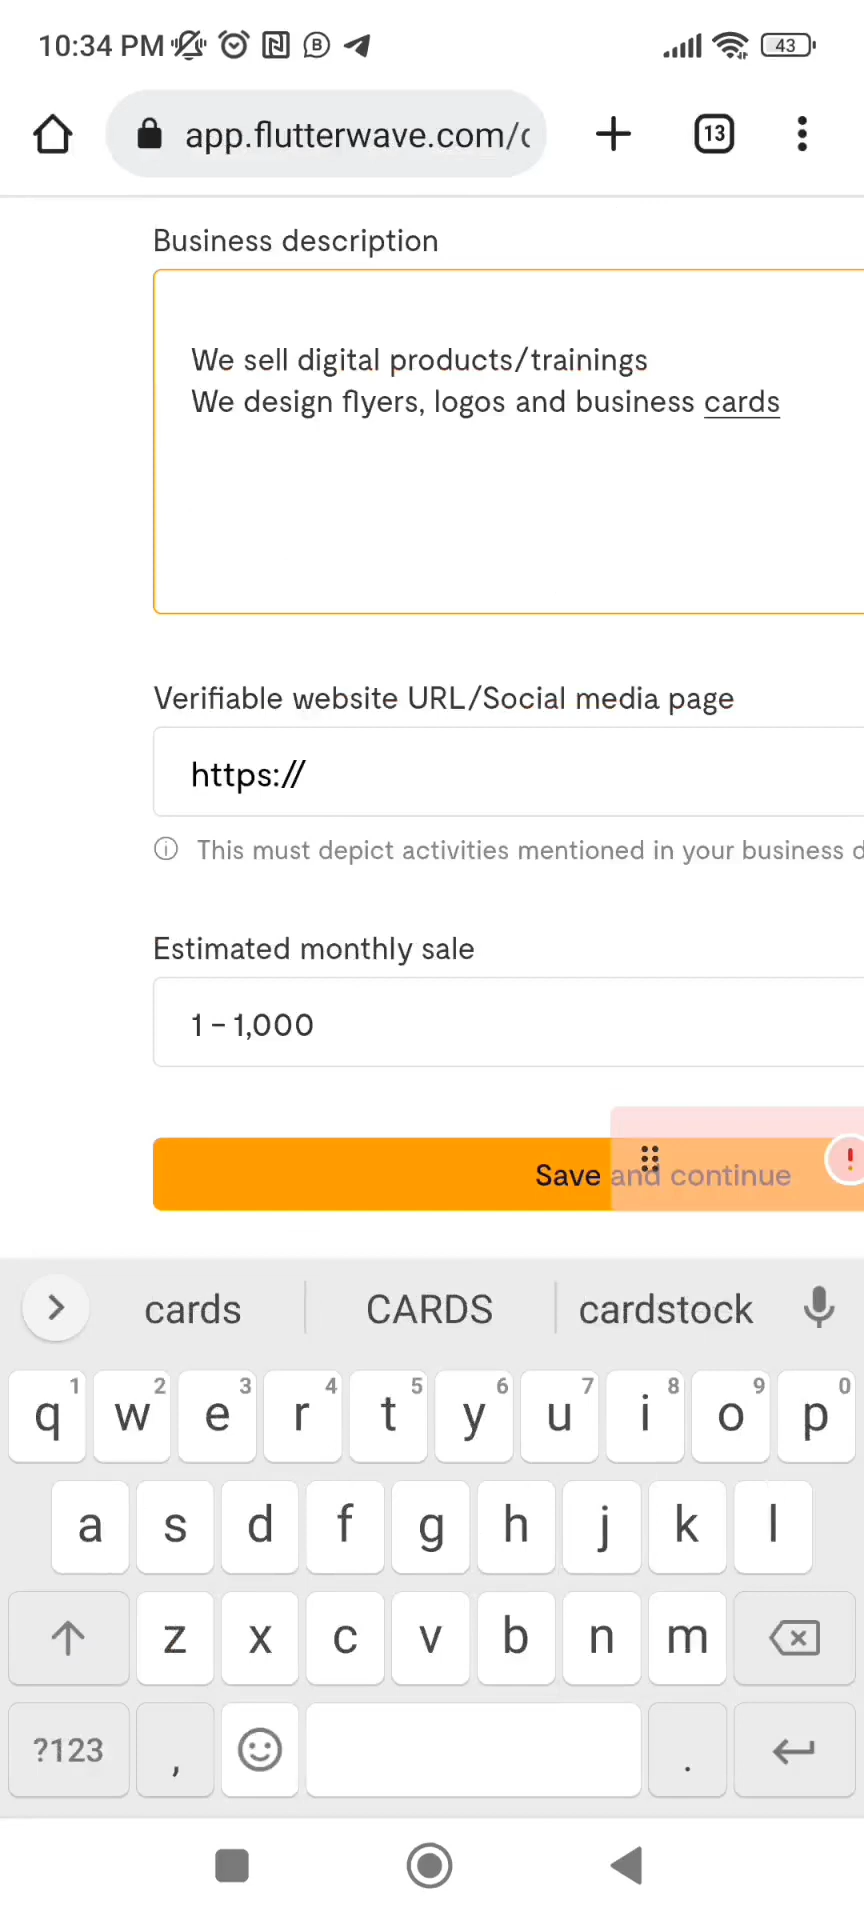 10:34 PM
43
app.flutterwave.com/
13
Business description
We sell digital products/trainings
We design flyers, logos and business cards
Verifiable website URL/Social media page
https://
This must depict activities mentioned in your business
Estimated monthly sale
1 - 1,000
Save and continue
cards CARDS cardstock
q 1 w 2 e 3 r 4 t 5 y 6 u 7 i 8 o 9 p 0
a s d f g h j k l
z x c v b n m
?123 , .